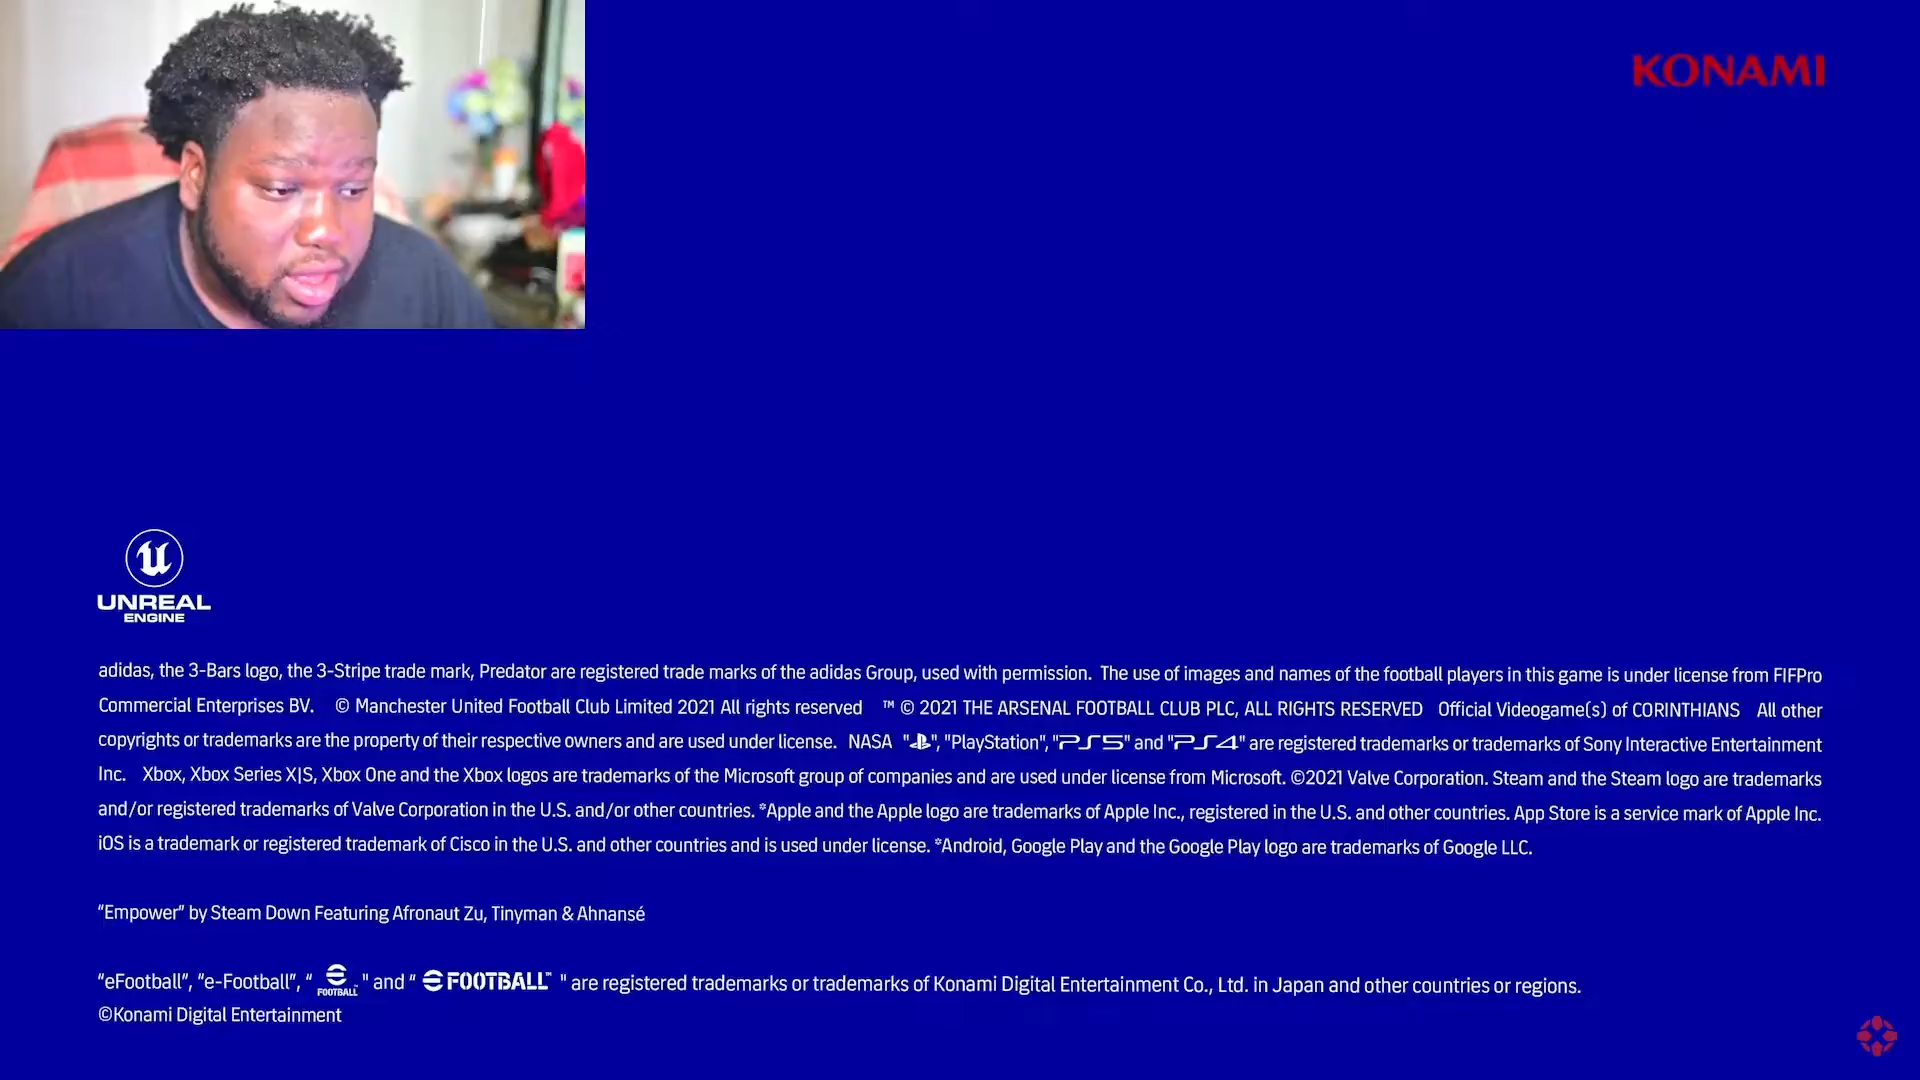 KONAMI
UNREAL
ENGINE
adidas, the 3-Bars logo, the 3-Stripe trade mark, Predator are registered trade marks of the adidas Group, used with permission. The use of images and names of the football players in this game is under license from FIFPro
Commercial Enterprises BV. © Manchester United Football Club Limited 2021 All rights reserved ™ © 2021 THE ARSENAL FOOTBALL CLUB PLC, ALL RIGHTS RESERVED Official Videogame(s) of CORINTHIANS All other
copyrights or trademarks are the property of their respective owners and are used under license. NASA "", "PlayStation", "PS5" and "PS4" are registered trademarks or trademarks of Sony Interactive Entertainment
Inc. Xbox, Xbox Series X|S, Xbox One and the Xbox logos are trademarks of the Microsoft group of companies and are used under license from Microsoft. ©2021 Valve Corporation. Steam and the Steam logo are trademarks
and/or registered trademarks of Valve Corporation in the U.S. and/or other countries. *Apple and the Apple logo are trademarks of Apple Inc., registered in the U.S. and other countries. App Store is a service mark of Apple Inc.
iOS is a trademark or registered trademark of Cisco in the U.S. and other countries and is used under license. *Android, Google Play and the Google Play logo are trademarks of Google LLC.
“Empower” by Steam Down Featuring Afronaut Zu, Tinyman & Ahnansé
“eFootball”, “e-Football”, “ FOOTBALL " and “ eFOOTBALL™ " are registered trademarks or trademarks of Konami Digital Entertainment Co., Ltd. in Japan and other countries or regions.
©Konami Digital Entertainment